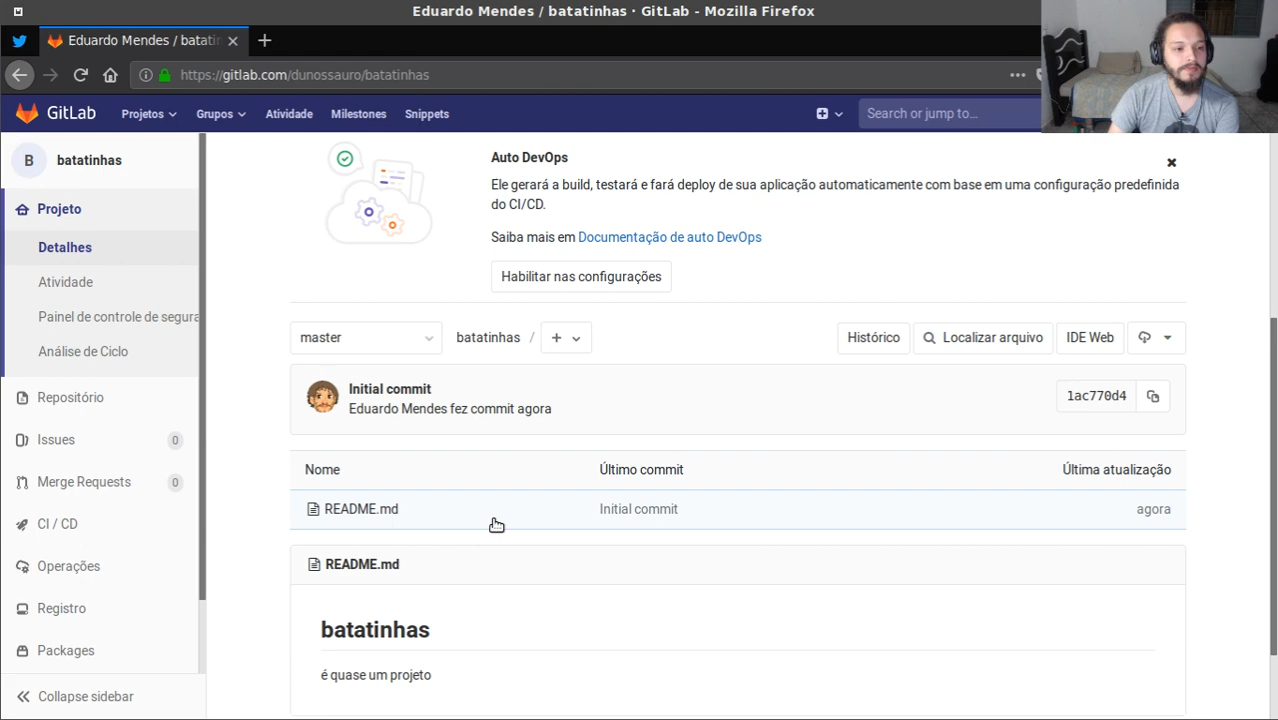 Eduardo Mendes / batatinhas · GitLab - Mozilla Firefox
Eduardo Mendes / batatin
https://gitlab.com/dunossauro/batatinhas
GitLab
Projetos
Grupos
Atividade
Milestones
Snippets
Search or jump to...
B
batatinhas
Projeto
Detalhes
Atividade
Painel de controle de segura
Análise de Ciclo
Repositório
Issues 0
Merge Requests 0
CI / CD
Operações
Registro
Packages
Collapse sidebar
Auto DevOps
Ele gerará a build, testará e fará deploy de sua aplicação automaticamente com base em uma configuração predefinida
do CI/CD.
Saiba mais em Documentação de auto DevOps
Habilitar nas configurações
master
batatinhas /
+
Histórico
Localizar arquivo
IDE Web
Initial commit
Eduardo Mendes fez commit agora
1ac770d4
Nome Último commit Última atualização
README.md Initial commit agora
README.md
batatinhas
é quase um projeto